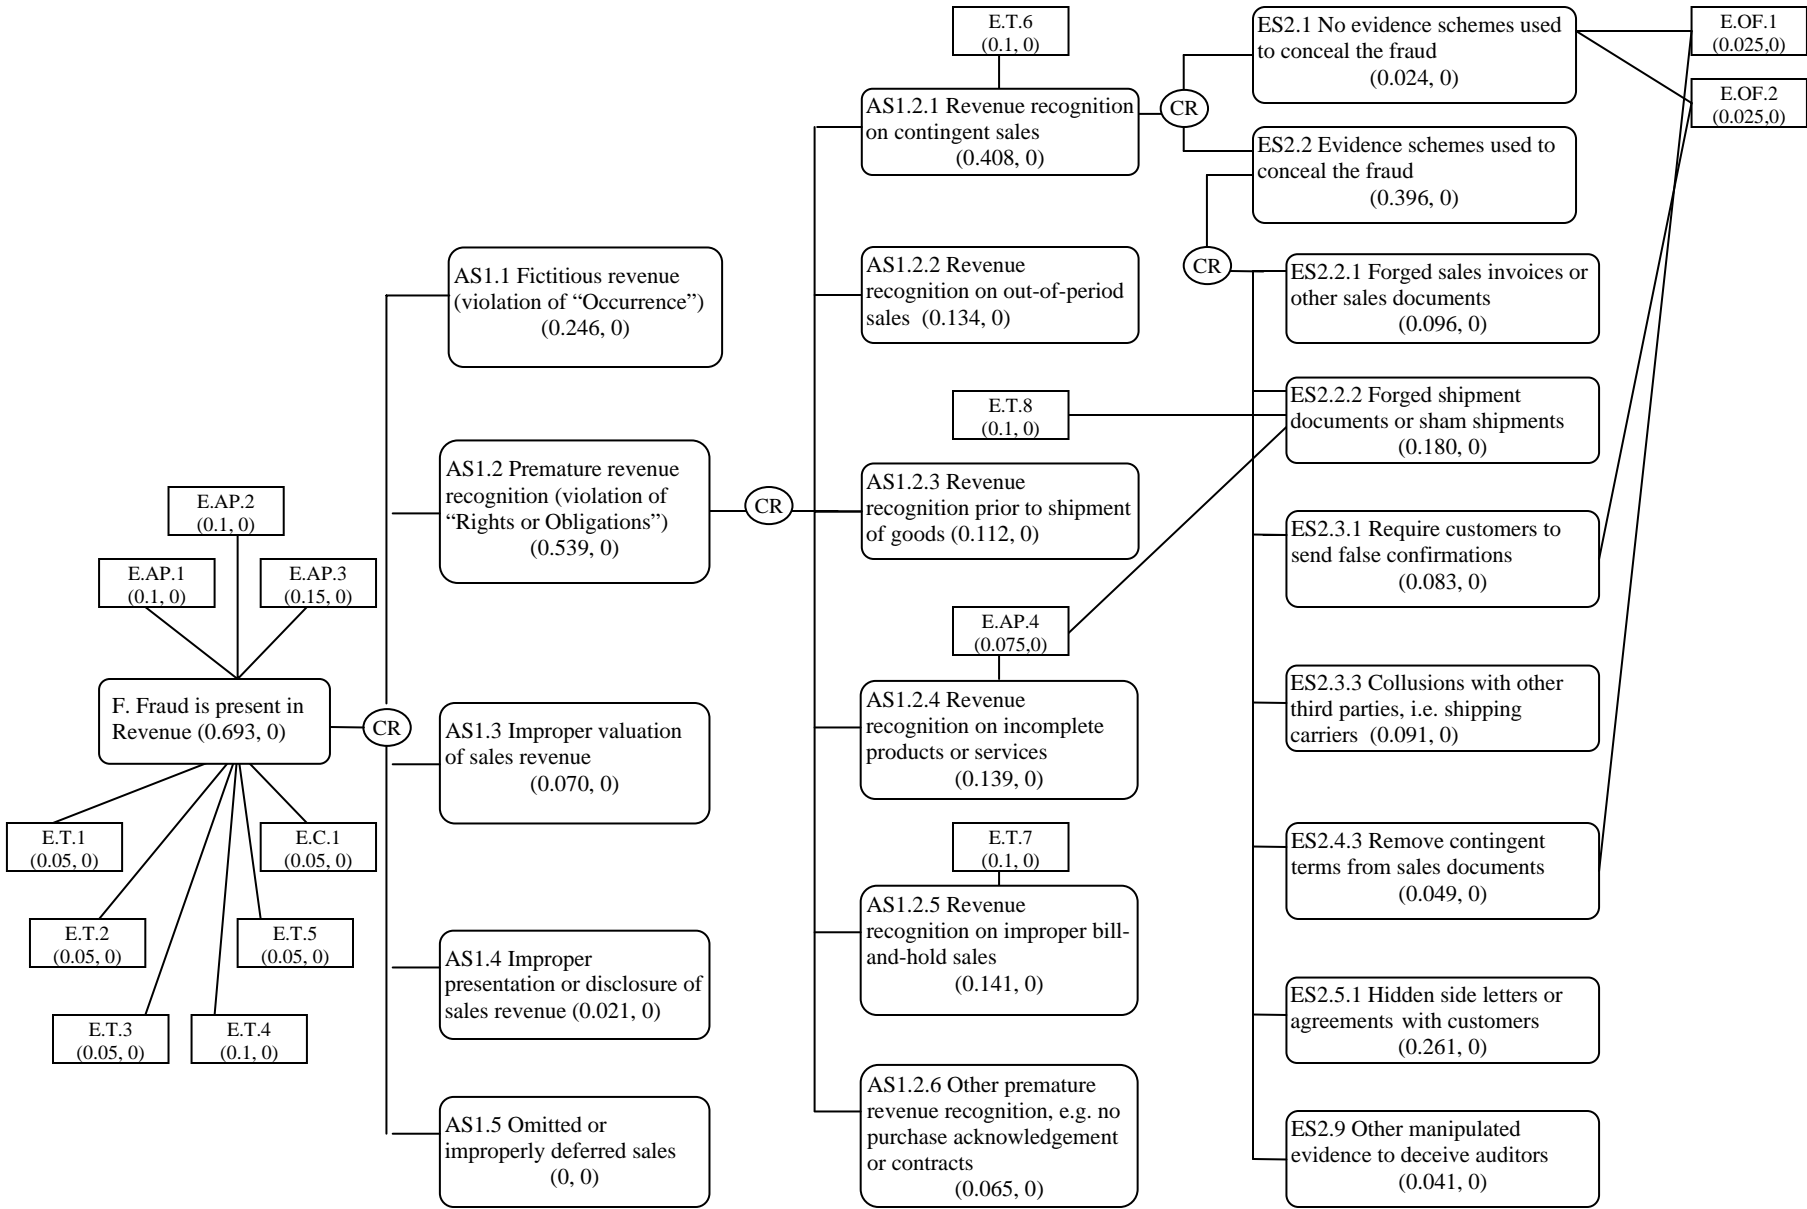 E.T.6
(0.1, 0)
ES2.1 No evidence schemes used
to conceal the fraud
(0.024, 0)
E.OF.1
(0.025,0)
E.OF.2
(0.025,0)
AS1.2.1 Revenue recognition
on contingent sales
(0.408, 0)
CR
ES2.2 Evidence schemes used to
conceal the fraud
(0.396, 0)
CR
AS1.1 Fictitious revenue
(violation of “Occurrence”)
(0.246, 0)
AS1.2.2 Revenue
recognition on out-of-period
sales (0.134, 0)
ES2.2.1 Forged sales invoices or
other sales documents
(0.096, 0)
E.T.8
(0.1, 0)
ES2.2.2 Forged shipment
documents or sham shipments
(0.180, 0)
AS1.2 Premature revenue
recognition (violation of
“Rights or Obligations”)
(0.539, 0)
CR
AS1.2.3 Revenue
recognition prior to shipment
of goods (0.112, 0)
ES2.3.1 Require customers to
send false confirmations
(0.083, 0)
E.AP.2
(0.1, 0)
E.AP.1
(0.1, 0)
E.AP.3
(0.15, 0)
E.AP.4
(0.075,0)
F. Fraud is present in
Revenue (0.693, 0)
CR
AS1.3 Improper valuation
of sales revenue
(0.070, 0)
AS1.2.4 Revenue
recognition on incomplete
products or services
(0.139, 0)
ES2.3.3 Collusions with other
third parties, i.e. shipping
carriers (0.091, 0)
E.T.1
(0.05, 0)
E.C.1
(0.05, 0)
E.T.7
(0.1, 0)
ES2.4.3 Remove contingent
terms from sales documents
(0.049, 0)
E.T.2
(0.05, 0)
E.T.5
(0.05, 0)
AS1.2.5 Revenue
recognition on improper bill-
and-hold sales
(0.141, 0)
AS1.4 Improper
presentation or disclosure of
sales revenue (0.021, 0)
E.T.3
(0.05, 0)
E.T.4
(0.1, 0)
ES2.5.1 Hidden side letters or
agreements with customers
(0.261, 0)
AS1.5 Omitted or
improperly deferred sales
(0, 0)
AS1.2.6 Other premature
revenue recognition, e.g. no
purchase acknowledgement
or contracts
(0.065, 0)
ES2.9 Other manipulated
evidence to deceive auditors
(0.041, 0)